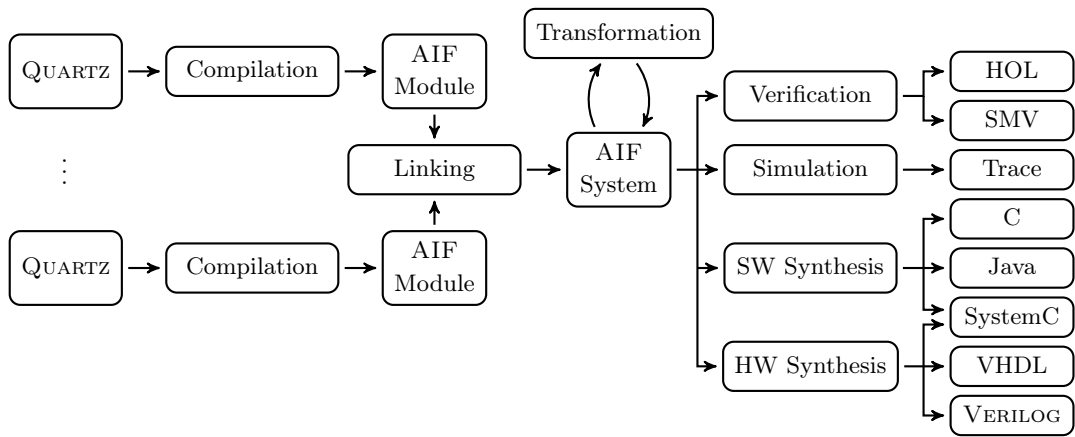 Transformation
QUARTZ
Compilation
AIF
Module
Verification
HOL
SMV
⋮
Linking
AIF
System
Simulation
Trace
C
QUARTZ
Compilation
AIF
Module
SW Synthesis
Java
SystemC
HW Synthesis
VHDL
VERILOG